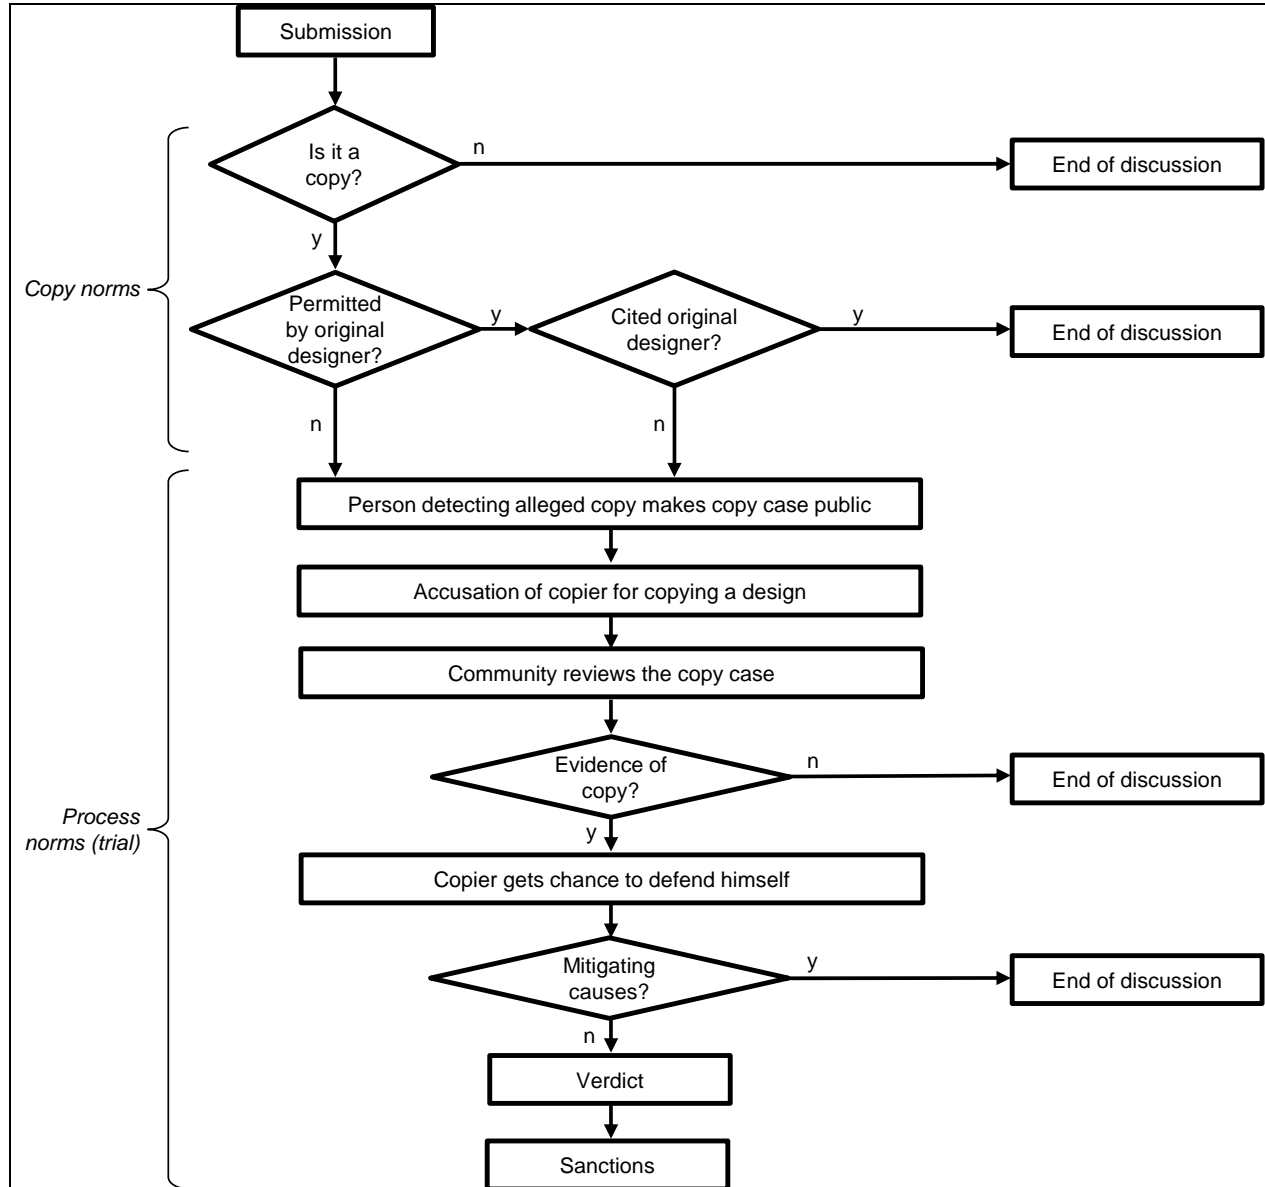 Submission
Is it a
copy?
n
End of discussion
y
Copy norms
Permitted
by original
designer?
y
Cited original
designer?
y
End of discussion
n
n
Person detecting alleged copy makes copy case public
Accusation of copier for copying a design
Community reviews the copy case
Evidence of
copy?
n
End of discussion
y
Process
norms (trial)
Copier gets chance to defend himself
Mitigating
causes?
y
End of discussion
n
Verdict
Sanctions